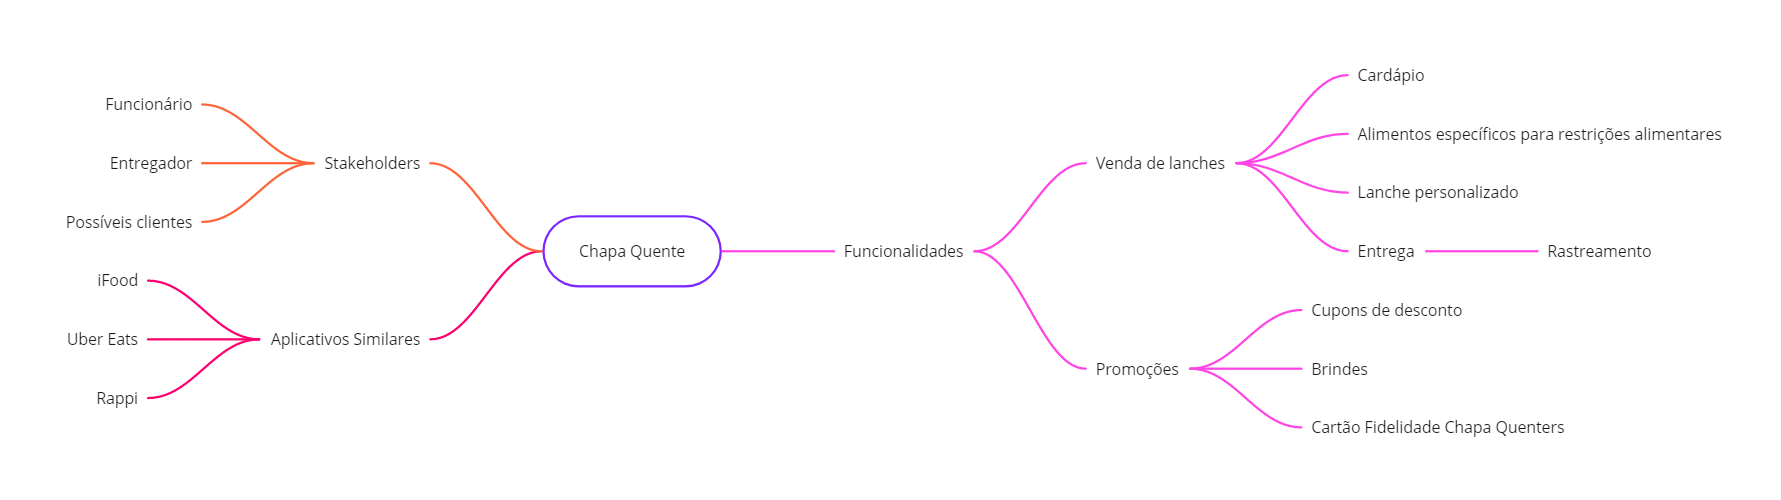 Funcionário
Entregador
Possíveis clientes
Stakeholders
iFood
Uber Eats
Rappi
Aplicativos Similares
Chapa Quente
Funcionalidades
Venda de lanches
Cardápio
Alimentos específicos para restrições alimentares
Lanche personalizado
Entrega
Rastreamento
Promoções
Cupons de desconto
Brindes
Cartão Fidelidade Chapa Quenters